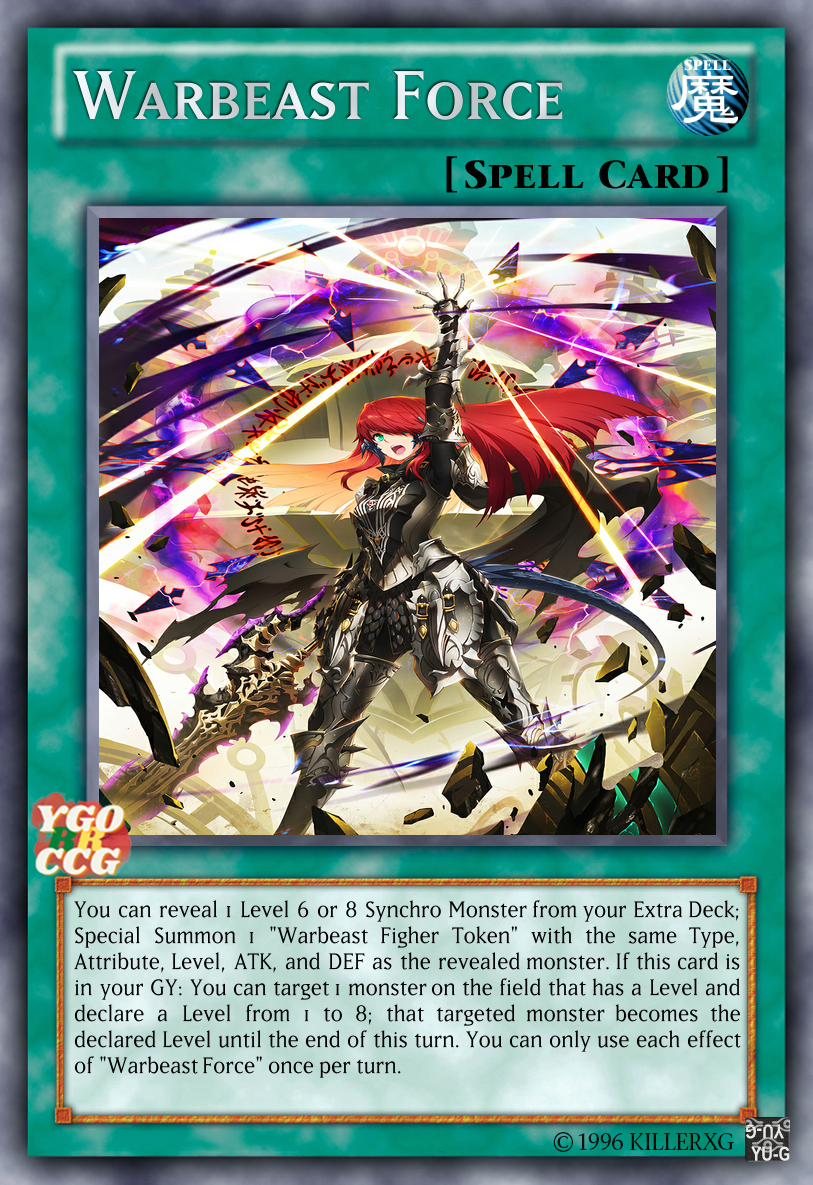 WARBEAST FORCE
SPELL
魔
[SPELL CARD]
YGO
BR
CCG
You can reveal 1 Level 6 or 8 Synchro Monster from your Extra Deck;
Special Summon 1 "Warbeast Figher Token" with the same Type,
Attribute, Level, ATK, and DEF as the revealed monster. If this card is
in your GY: You can target 1 monster on the field that has a Level and
declare a Level from 1 to 8; that targeted monster becomes the
declared Level until the end of this turn. You can only use each effect
of "Warbeast Force" once per turn.
© 1996 KILLERXG
YU-G